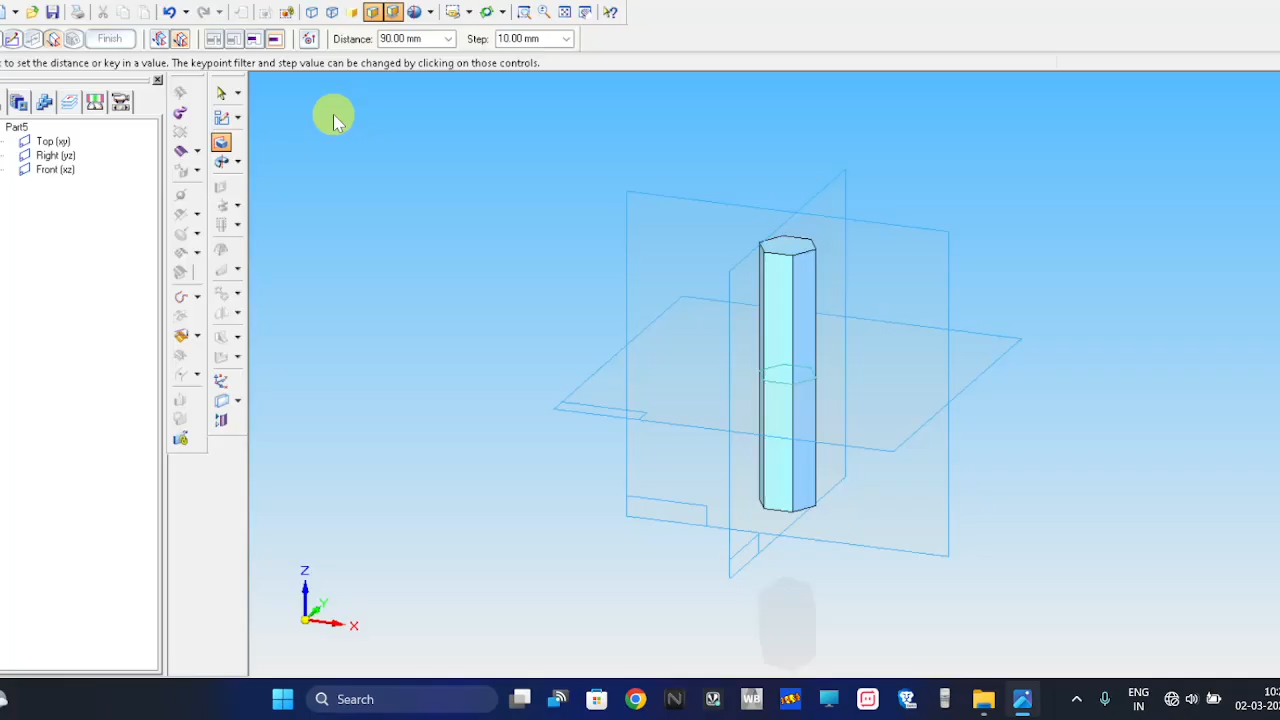 Finish
Distance: 90.00 mm
Step: 10.00 mm
to set the distance or key in a value. The keypoint filter and step value can be changed by clicking on those controls.
Part5
Top (xy)
Right (yz)
Front (xz)
Z
Y
X
Search
WB
ENG
IN
10:
02-03-20